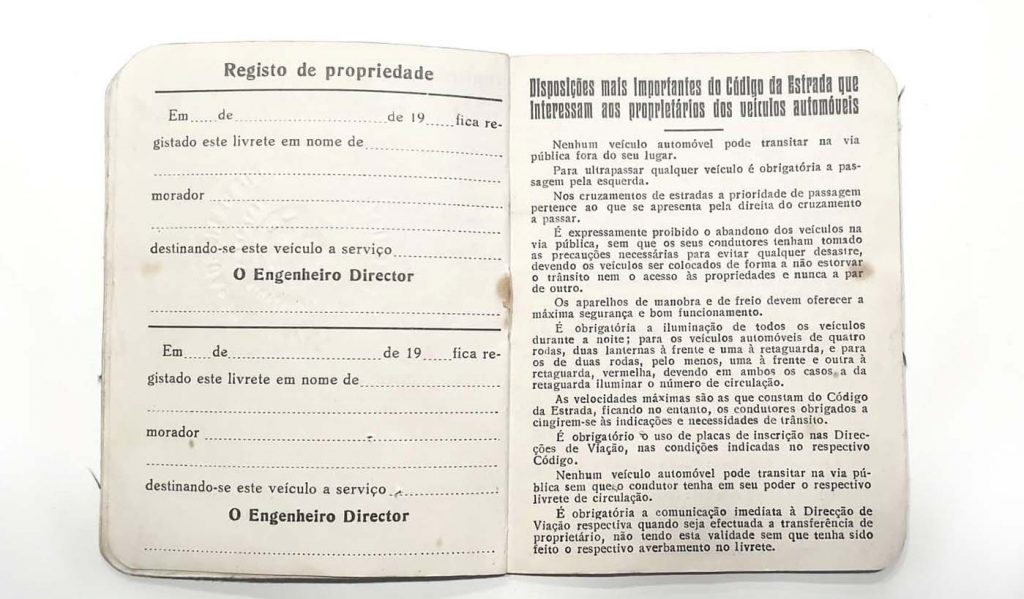 Registo de propriedade
Em.....de..............................de 19.....fica re-
gistado este livrete em nome de..........................
..........................................................................
morador ..............................................................
..........................................................................
destinando-se este veículo a serviço....................
O Engenheiro Director
..........................................................................
Em.....de..............................de 19.....fica re-
gistado este livrete em nome de..........................
..........................................................................
morador ..............................................................
..........................................................................
destinando-se este veículo a serviço....................
O Engenheiro Director
..........................................................................
Disposições mais importantes do Código da Estrada que
interessam aos proprietários dos veículos automóveis
Nenhum veículo automóvel pode transitar na via
pública fora do seu lugar.
Para ultrapassar qualquer veículo é obrigatória a pas-
sagem pela esquerda.
Nos cruzamentos de estradas a prioridade de passagem
pertence ao que se apresenta pela direita do cruzamento
a passar.
É expressamente proibido o abandono dos veículos na
via pública, sem que os seus condutores tenham tomado
as precauções necessárias para evitar qualquer desastre,
devendo os veículos ser colocados de forma a não estorvar
o trânsito nem o acesso às propriedades e nunca a par
de outro.
Os aparelhos de manobra e de freio devem oferecer a
máxima segurança e bom funcionamento.
É obrigatória a iluminação de todos os veículos
durante a noite; para os veículos automóveis de quatro
rodas, duas lanternas à frente e uma à retaguarda, e para
os de duas rodas, pelo menos, uma à frente e outra à
retaguarda, vermelha, devendo em ambos os casos a da
retaguarda iluminar o número de circulação.
As velocidades máximas são as que constam do Código
da Estrada, ficando no entanto, os condutores obrigados a
cingirem-se às indicações e necessidades de trânsito.
É obrigatório o uso de placas de inscrição nas Direc-
ções de Viação, nas condições indicadas no respectivo
Código.
Nenhum veículo automóvel pode transitar na via pú-
blica sem que o condutor tenha em seu poder o respectivo
livrete de circulação.
É obrigatória a comunicação imediata à Direcção de
Viação respectiva quando seja efectuada a transferência de
proprietário, não tendo esta validade sem que tenha sido
feito o respectivo averbamento no livrete.